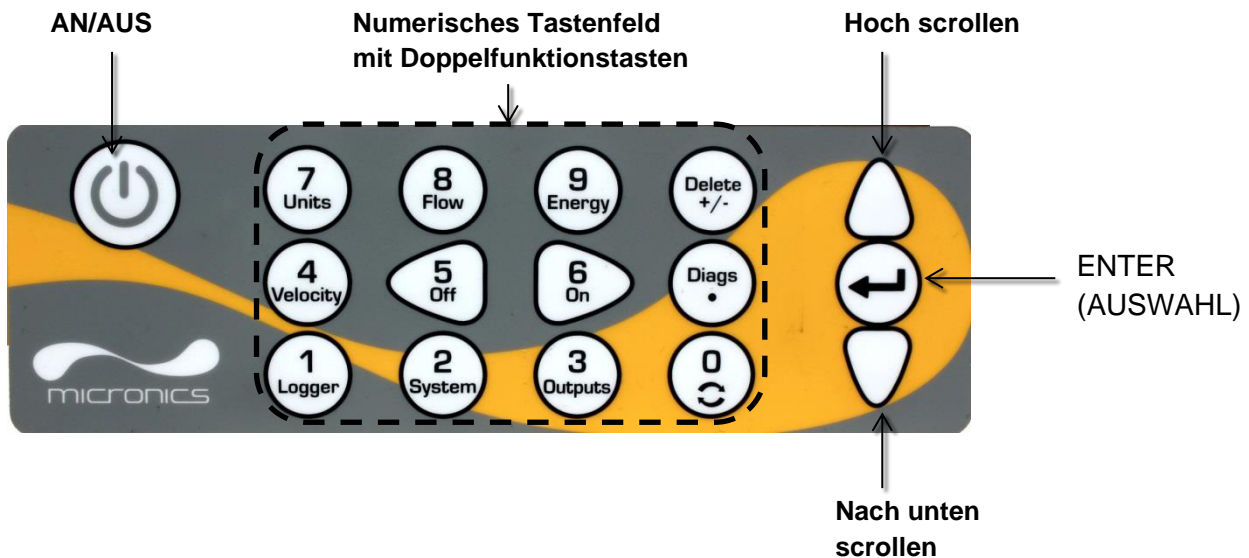 AN/AUS
Numerisches Tastenfeld
mit Doppelfunktionstasten
Hoch scrollen
7
Units
8
Flow
9
Energy
Delete
+/-
4
Velocity
5
Off
6
On
Diags
•
ENTER
(AUSWAHL)
1
Logger
2
System
3
Outputs
0
micronics
Nach unten
scrollen